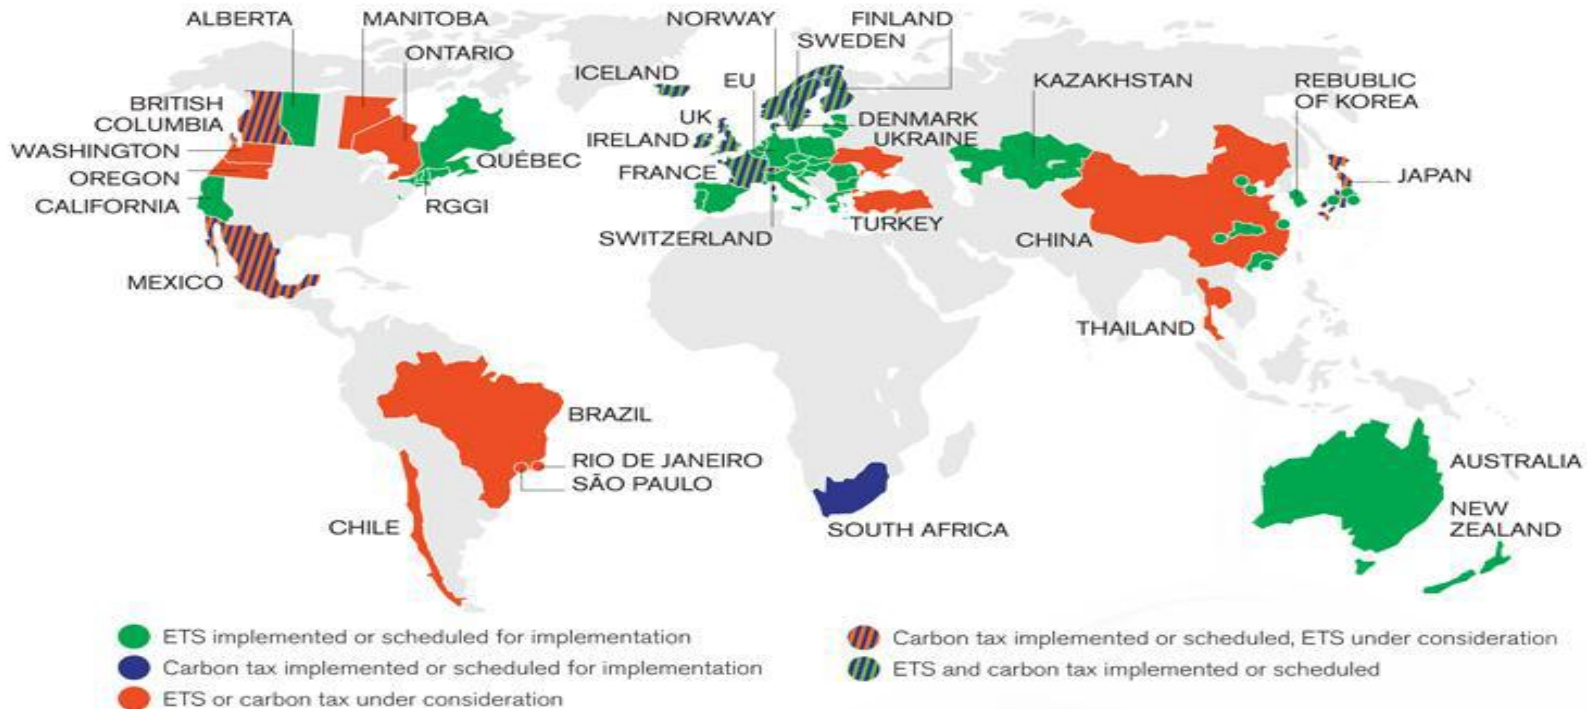 ALBERTA
MANITOBA
NORWAY
FINLAND
ONTARIO
SWEDEN
ICELAND
EU
KAZAKHSTAN
REBUBLIC
OF KOREA
BRITISH
COLUMBIA
UK
DENMARK
UKRAINE
IRELAND
WASHINGTON
QUÉBEC
OREGON
FRANCE
JAPAN
CALIFORNIA
RGGI
SWITZERLAND
TURKEY
CHINA
MEXICO
THAILAND
BRAZIL
RIO DE JANEIRO
SÃO PAULO
AUSTRALIA
CHILE
SOUTH AFRICA
NEW
ZEALAND
ETS implemented or scheduled for implementation
Carbon tax implemented or scheduled for implementation
ETS or carbon tax under consideration
Carbon tax implemented or scheduled, ETS under consideration
ETS and carbon tax implemented or scheduled